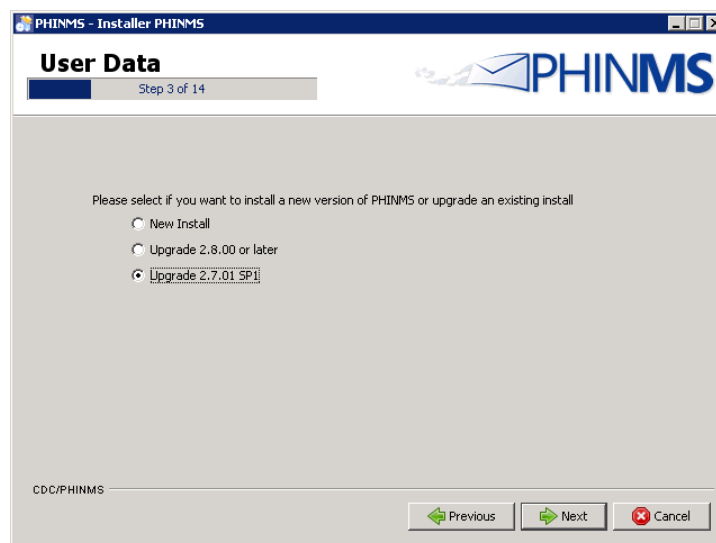 PHINMS - Installer PHINMS
User Data
Step 3 of 14
PHINMS
Please select if you want to install a new version of PHINMS or upgrade an existing install
New Install
Upgrade 2.8.00 or later
Upgrade 2.7.01 SP1
CDC/PHINMS
Previous
Next
Cancel